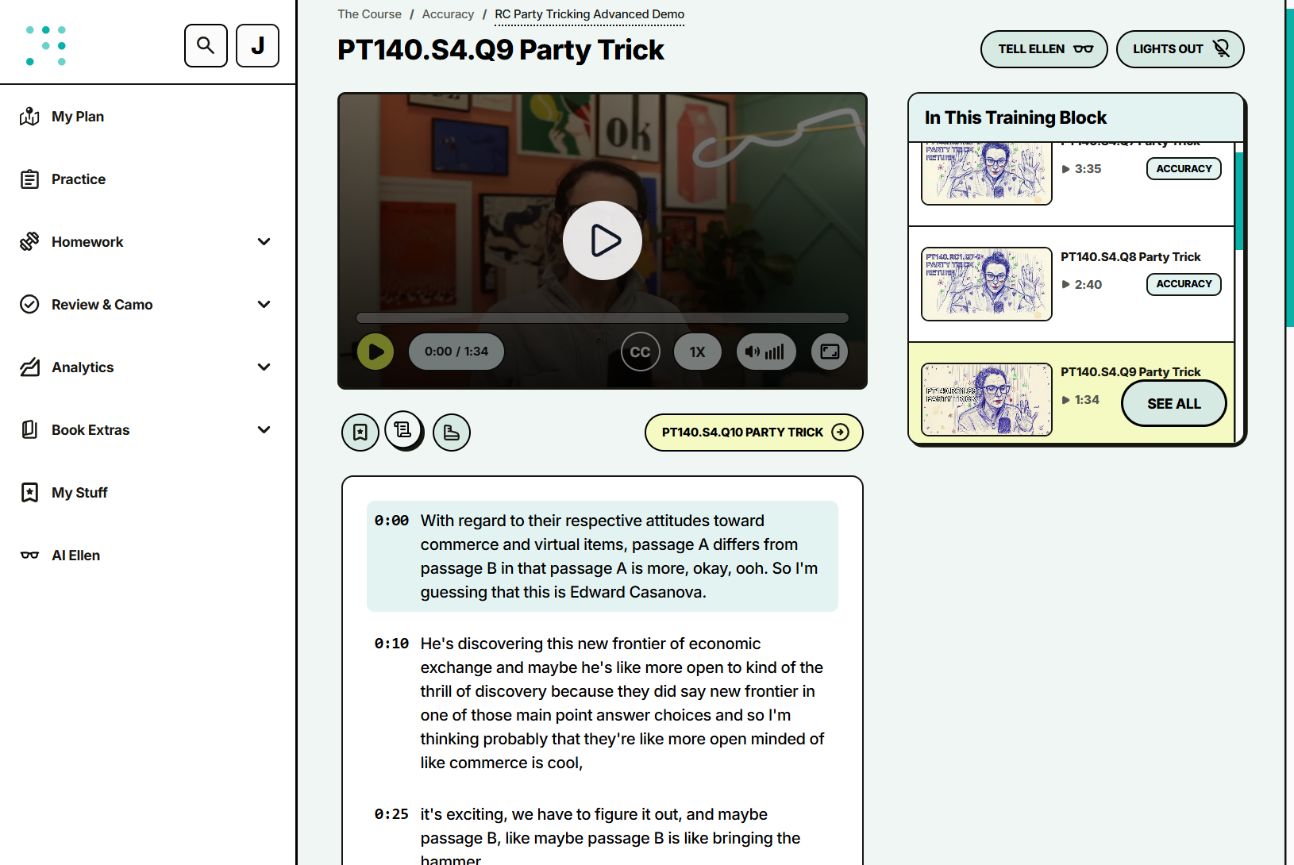 The Course / Accuracy / RC Party Tricking Advanced Demo
PT140.S4.Q9 Party Trick
TELL ELLEN
LIGHTS OUT
J
My Plan
Practice
Homework
Review & Camo
Analytics
Book Extras
My Stuff
AI Ellen
OK
0:00 / 1:34
CC
1X
PT140.S4.Q10 PARTY TRICK
0:00 With regard to their respective attitudes toward
commerce and virtual items, passage A differs from
passage B in that passage A is more, okay, ooh. So I'm
guessing that this is Edward Casanova.
0:10 He's discovering this new frontier of economic
exchange and maybe he's like more open to kind of the
thrill of discovery because they did say new frontier in
one of those main point answer choices and so I'm
thinking probably that they're like more open minded of
like commerce is cool,
0:25 it's exciting, we have to figure it out, and maybe
passage B, like maybe passage B is like bringing the
hammer
In This Training Block
PARTY TRICK
RETURN
3:35
ACCURACY
PT140.S4.Q8 Party Trick
PARTY TRICK
RETURN
2:40
ACCURACY
PT140.S4.Q9 Party Trick
PARTY TRICK
1:34
SEE ALL